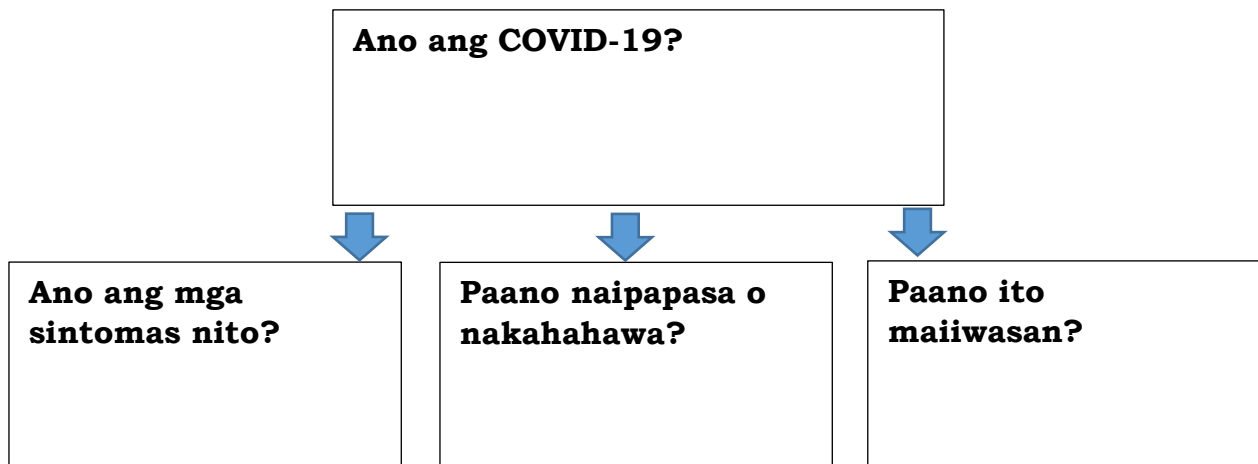 Ano ang COVID-19?
Ano ang mga
sintomas nito?
Paano naipapasa o
nakahahawa?
Paano ito
maiiwasan?